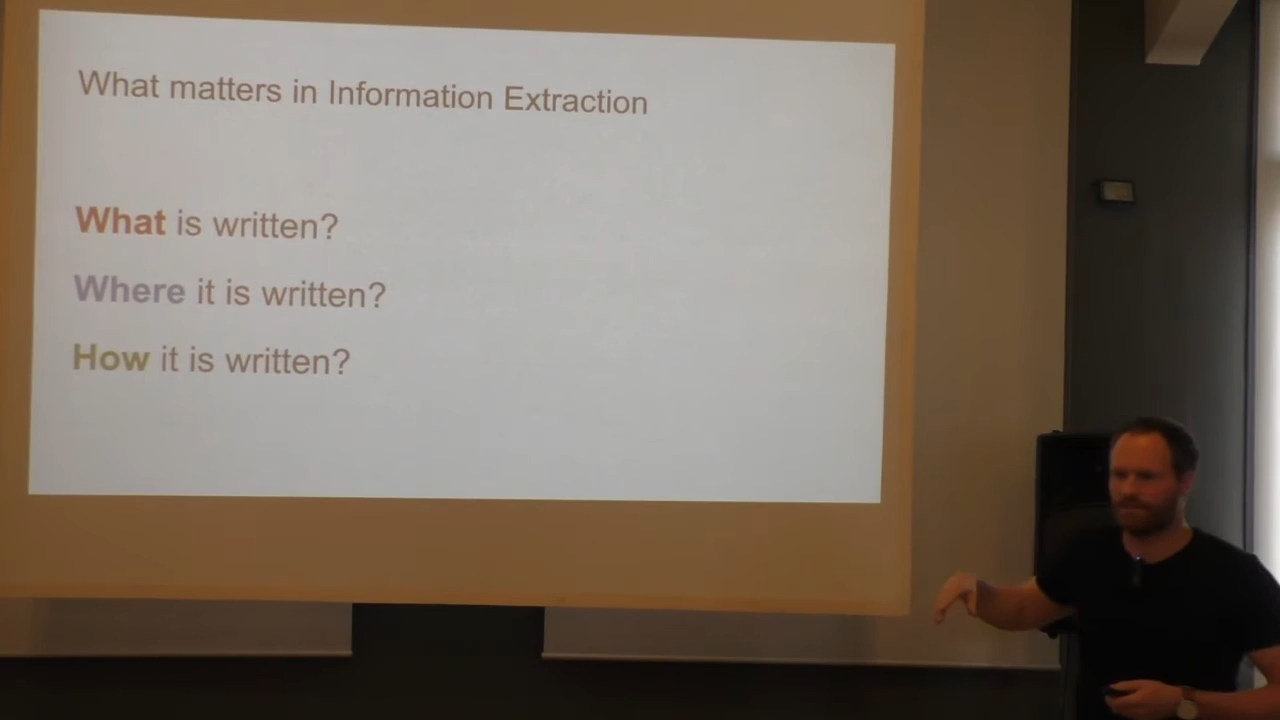 What matters in Information Extraction
What is written?
Where it is written?
How it is written?